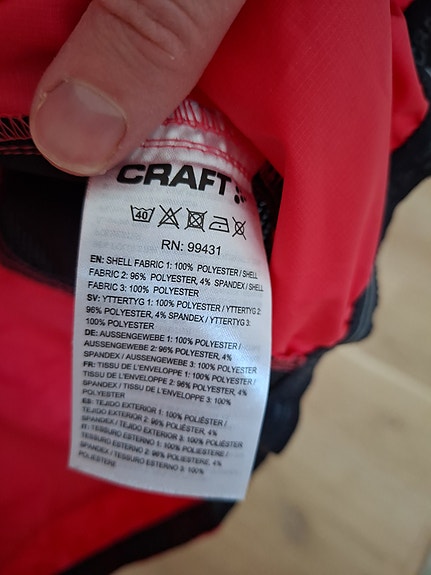 CRAFT
40
RN: 99431
EN: SHELL FABRIC 1: 100% POLYESTER / SHELL
FABRIC 2: 96% POLYESTER, 4% SPANDEX / SHELL
FABRIC 3: 100% POLYESTER
SV: YTTERTYG 1: 100% POLYESTER / YTTERTYG 2:
96% POLYESTER, 4% SPANDEX / YTTERTYG 3:
100% POLYESTER
DE: AUSSENGEWEBE 1: 100% POLYESTER /
AUSSENGEWEBE 2: 96% POLYESTER, 4%
SPANDEX / AUSSENGEWEBE 3: 100% POLYESTER
FR: TISSU DE L'ENVELOPPE 1: 100% POLYESTER /
TISSU DE L'ENVELOPPE 2: 96% POLYESTER, 4%
SPANDEX / TISSU DE L'ENVELOPPE 3: 100%
POLYESTER
ES: TEJIDO EXTERIOR 1: 100% POLIÉSTER /
TEJIDO EXTERIOR 2: 96% POLIÉSTER, 4%
SPANDEX / TEJIDO EXTERIOR 3: 100% POLIÉSTER
IT: TESSURO ESTERNO 1: 100% POLIESTERE /
TESSURO ESTERNO 2: 96% POLIESTERE, 4%
SPANDEX / TESSURO ESTERNO 3: 100%
POLIESTERE